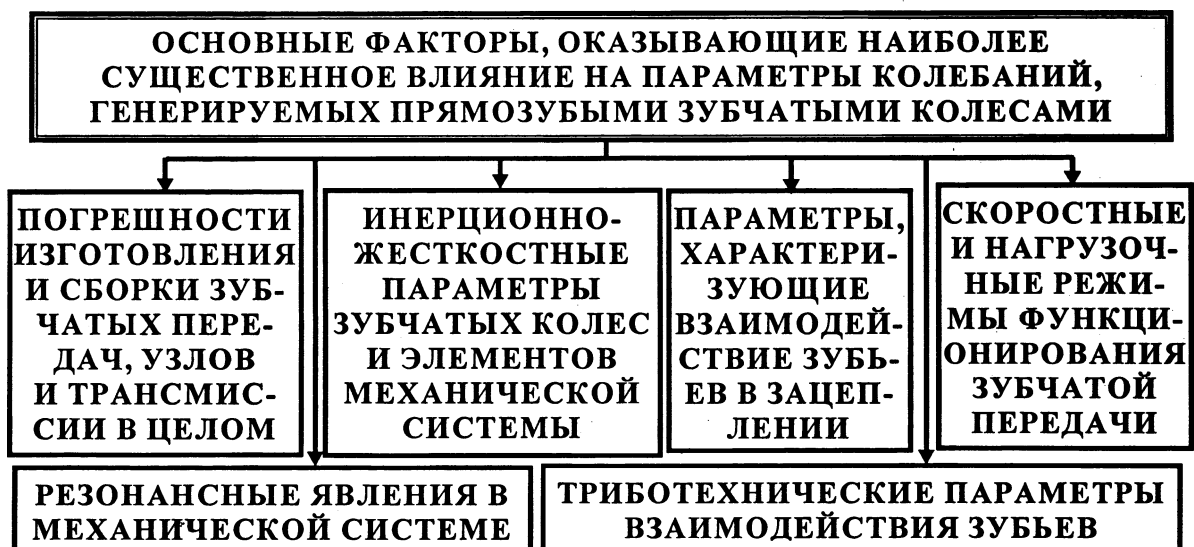 ОСНОВНЫЕ ФАКТОРЫ, ОКАЗЫВАЮЩИЕ НАИБОЛЕЕ
СУЩЕСТВЕННОЕ ВЛИЯНИЕ НА ПАРАМЕТРЫ КОЛЕБАНИЙ,
ГЕНЕРИРУЕМЫХ ПРЯМОЗУБЫМИ ЗУБЧАТЫМИ КОЛЕСАМИ
ПОГРЕШНОСТИ
ИЗГОТОВЛЕНИЯ
И СБОРКИ ЗУБ-
ЧАТЫХ ПЕРЕ-
ДАЧ, УЗЛОВ
И ТРАНСМИС-
СИИ В ЦЕЛОМ
ИНЕРЦИОННО-
ЖЕСТКОСТНЫЕ
ПАРАМЕТРЫ
ЗУБЧАТЫХ КОЛЕС
И ЭЛЕМЕНТОВ
МЕХАНИЧЕСКОЙ
СИСТЕМЫ
ПАРАМЕТРЫ,
ХАРАКТЕРИ-
ЗУЮЩИЕ
ВЗАИМОДЕЙ-
СТВИЕ ЗУБЬ-
ЕВ В ЗАЦЕП-
ЛЕНИИ
СКОРОСТНЫЕ
И НАГРУЗОЧ-
НЫЕ РЕЖИ-
МЫ ФУНКЦИ-
ОНИРОВАНИЯ
ЗУБЧАТОЙ
ПЕРЕДАЧИ
РЕЗОНАНСНЫЕ ЯВЛЕНИЯ В
МЕХАНИЧЕСКОЙ СИСТЕМЕ
ТРИБОТЕХНИЧЕСКИЕ ПАРАМЕТРЫ
ВЗАИМОДЕЙСТВИЯ ЗУБЬЕВ